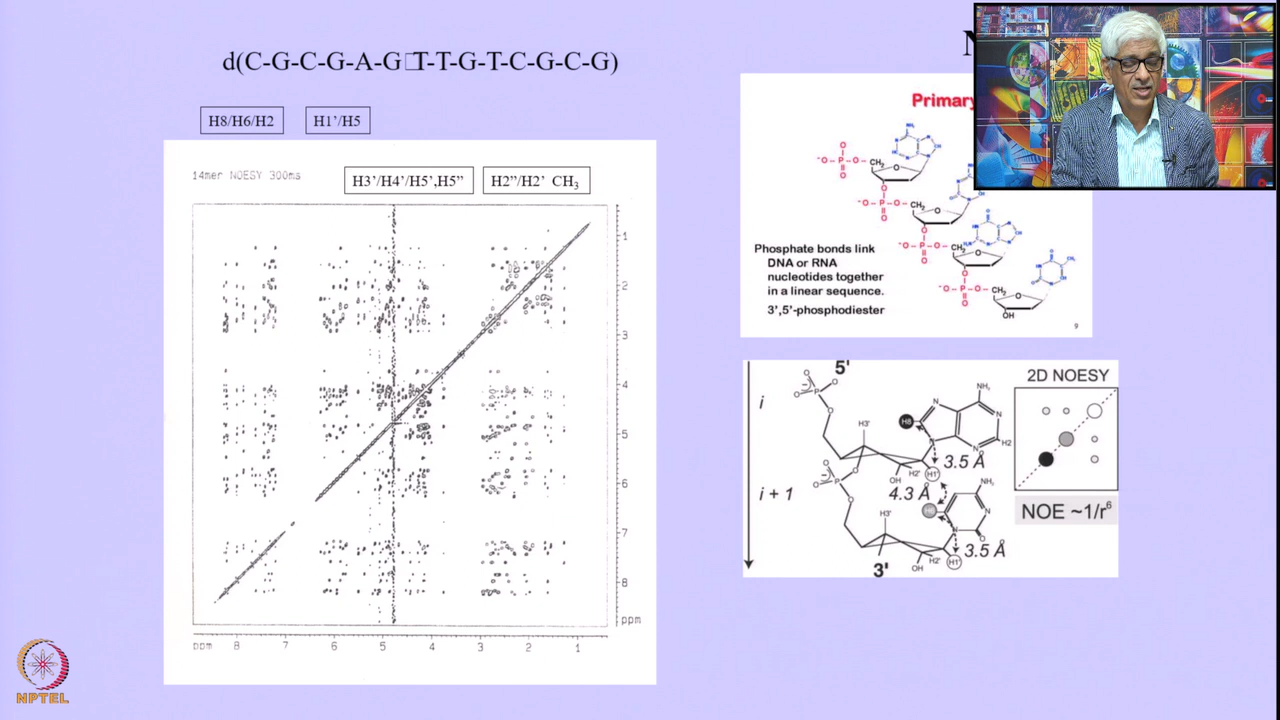 d(C-G-C-G-A-G□T-T-G-T-C-G-C-G)
N
H8/H6/H2
H1’/H5
14mer NOESY 300ms
H3’/H4’/H5’,H5”
H2”/H2’ CH3
1
2
3
4
5
6
7
8
ppm
ppm 8 7 6 5 4 3 2 1
Primary
Phosphate bonds link
DNA or RNA
nucleotides together
in a linear sequence.
3',5'-phosphodiester
9
5'
i
H8
H3'
NH2
H2
H2'
OH
H1'
3.5 Å
4.3 Å
i + 1
NH2
H3'
3.5 Å
H2'
OH
H1'
3'
2D NOESY
NOE ~1/r6
NPTEL